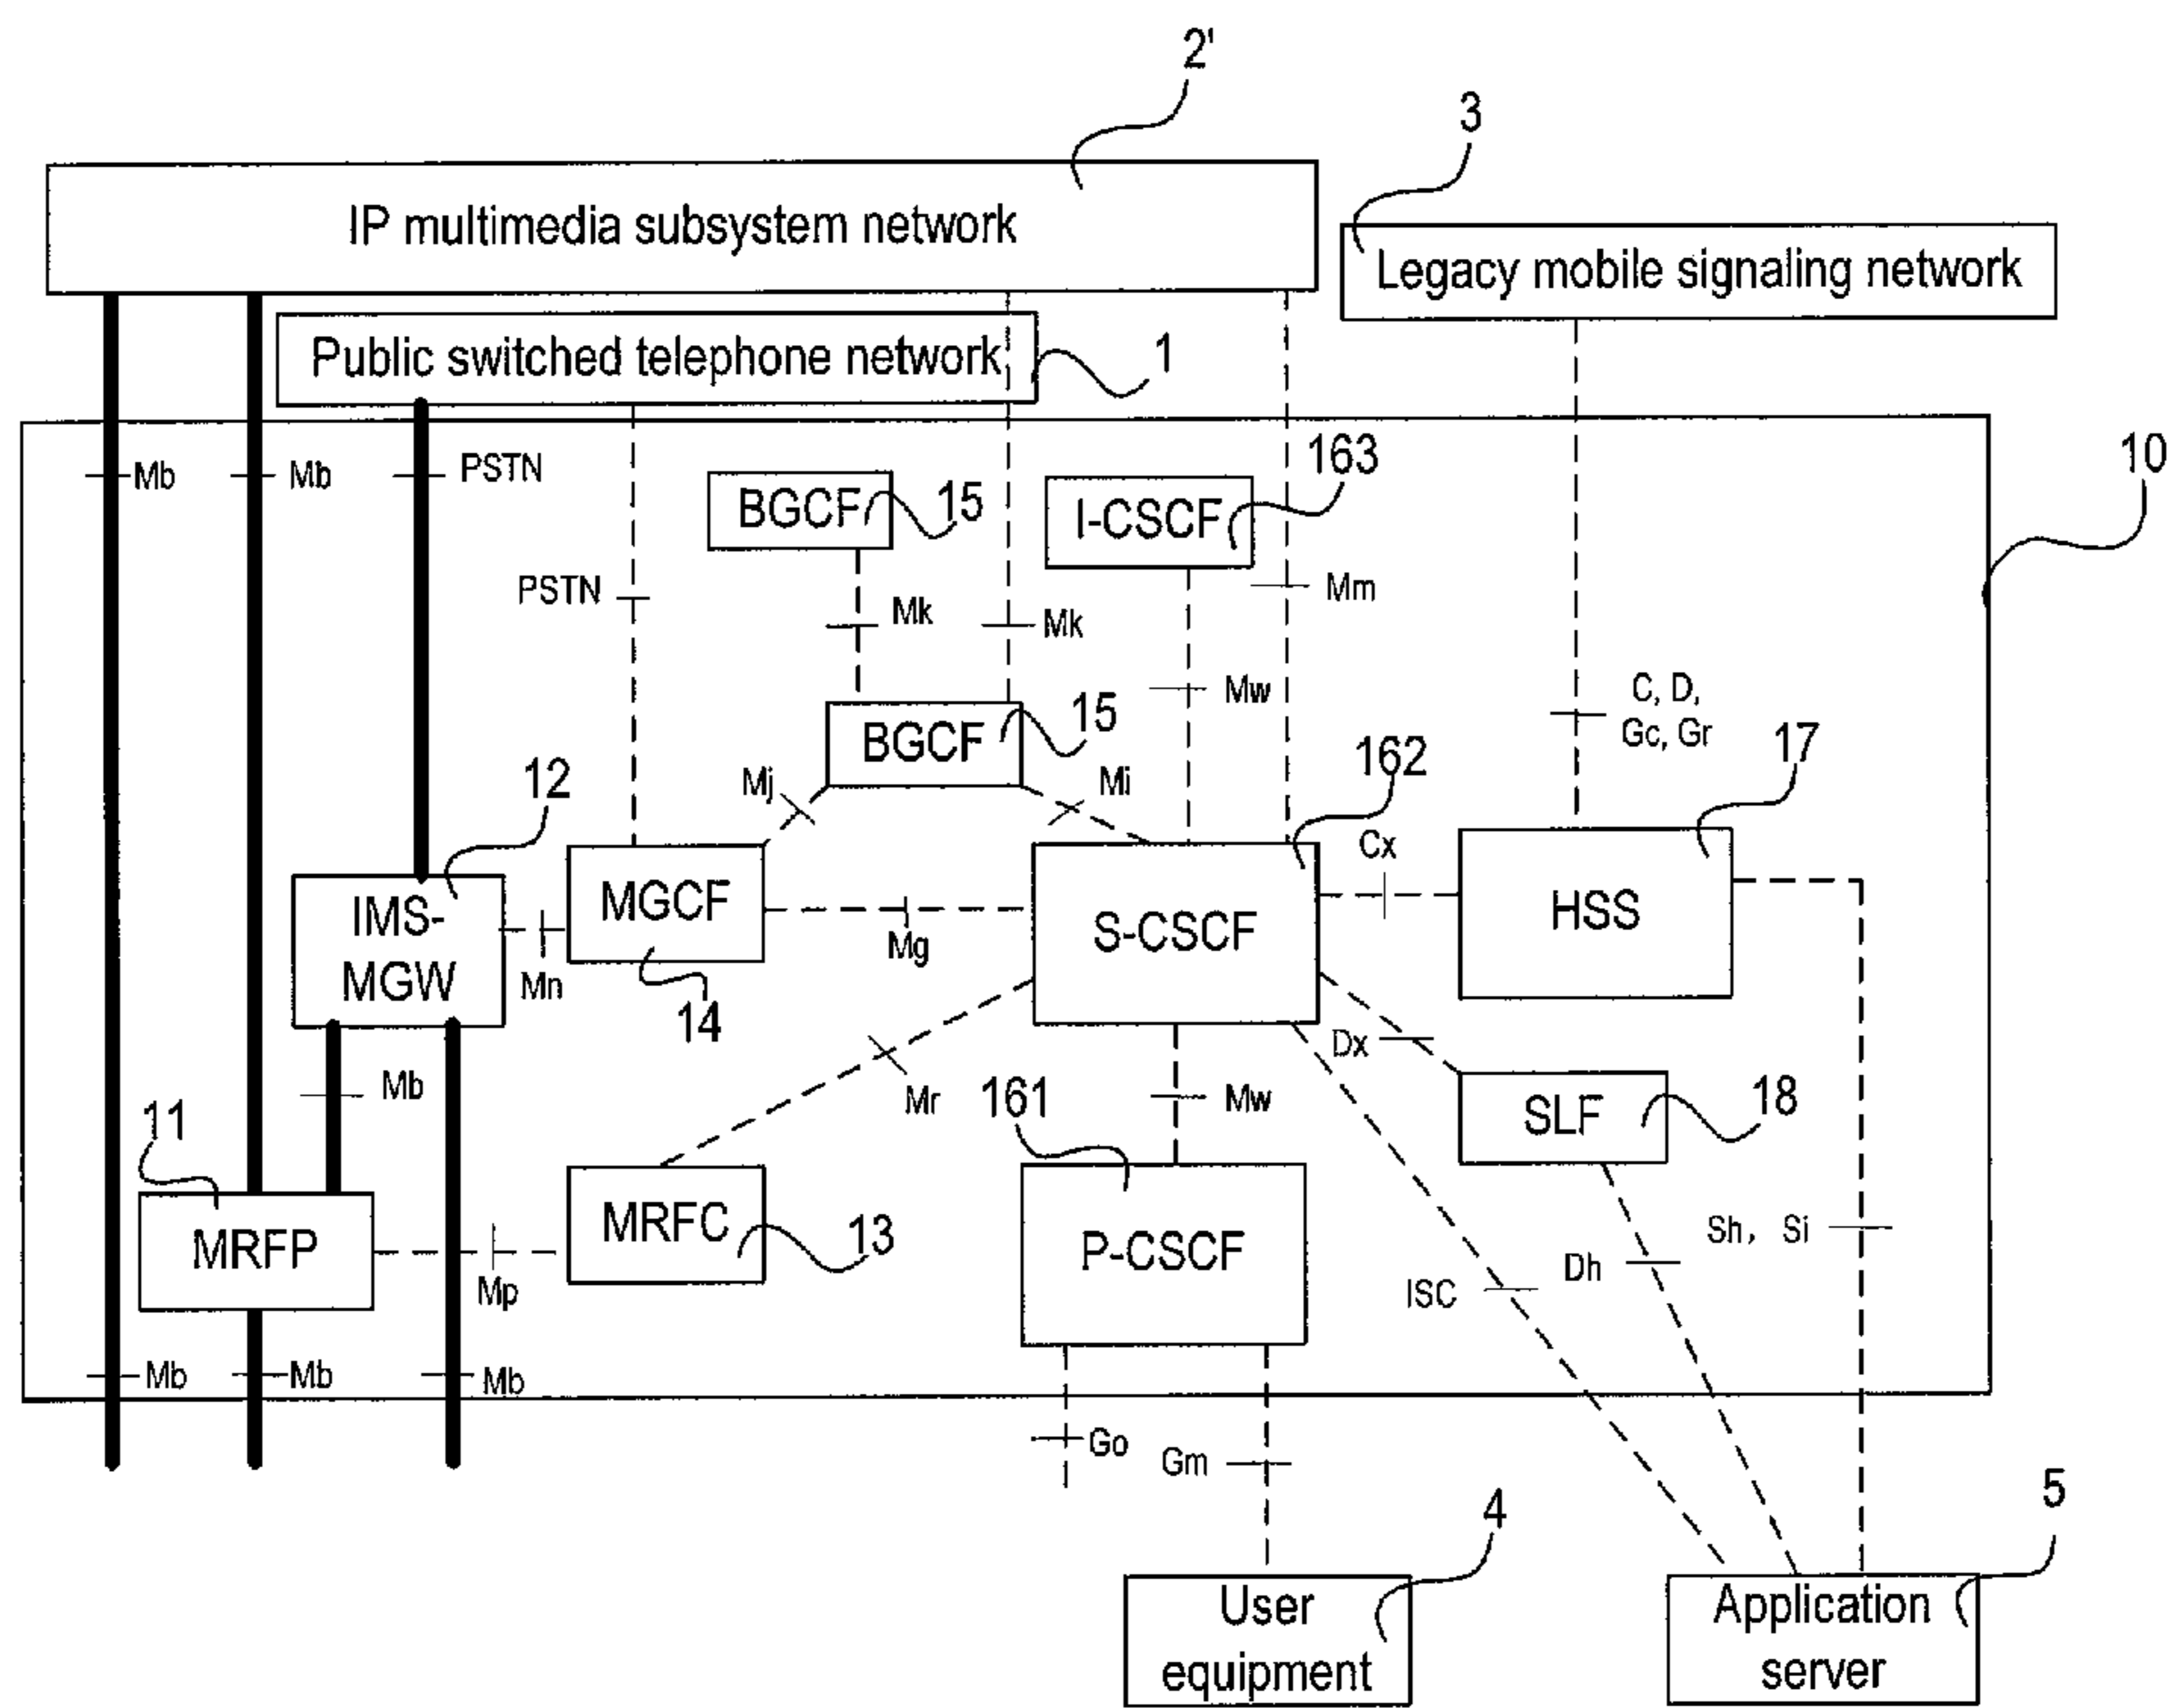 2'
3
IP multimedia subsystem network
Legacy mobile signaling network
Public switched telephone network
1
10
163
Mb
Mb
PSTN
BGCF
15
I-CSCF
PSTN
Mk
Mk
Mm
Mw
C, D,
Gc, Gr
15
17
BGCF
162
12
Mj
Mi
Cx
IMS-
MGW
MGCF
S-CSCF
HSS
Mn
Mg
14
Dx
Mb
Mr
161
Mw
SLF
18
11
MRFP
MRFC
13
P-CSCF
Sh, Si
Dh
Mp
ISC
Mb
Mb
Mb
Go
Gm
4
5
User
equipment
Application
server